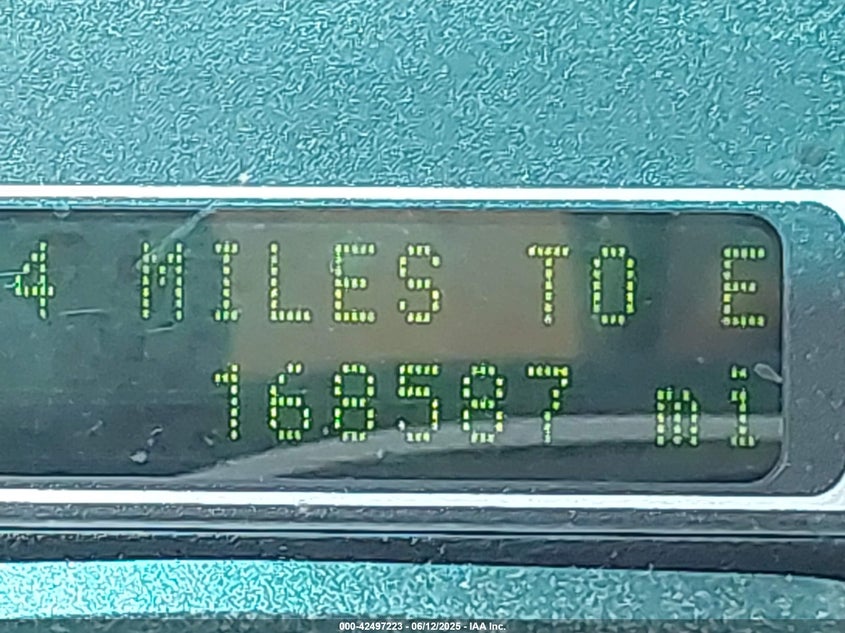 4 MILES TO E
168587 mi
000-42497223 - 06/12/2025 - IAA Inc.